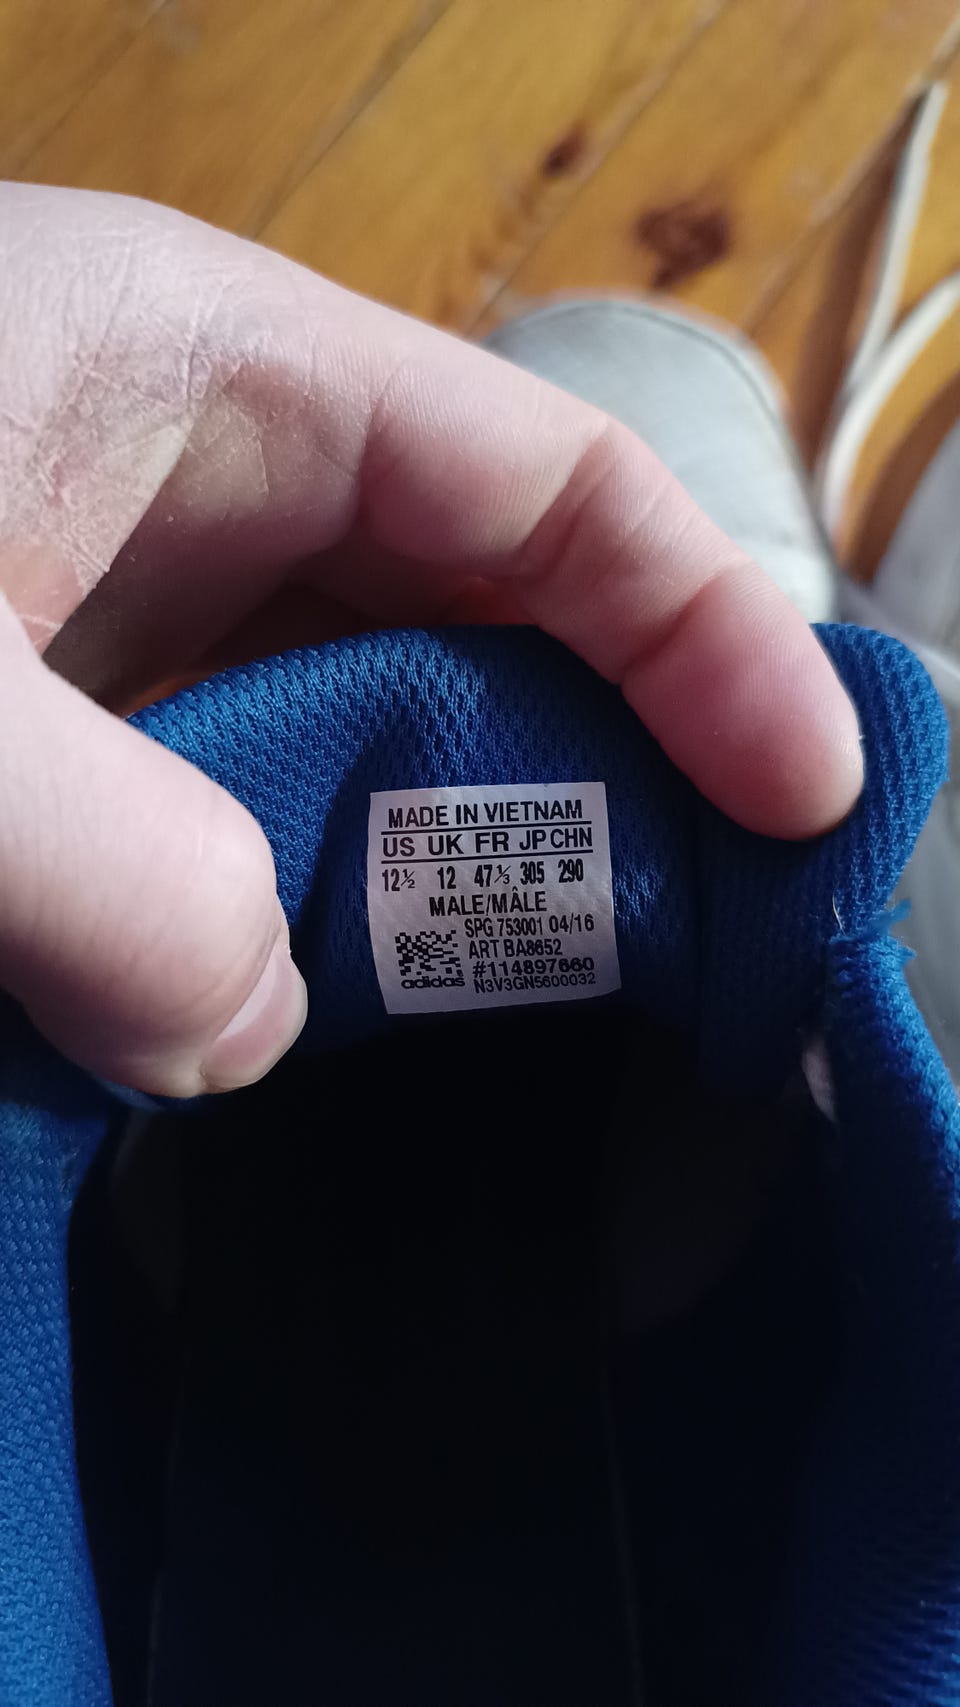 MADE IN VIETNAM
US UK FR JP CHN
12½ 12 47⅓ 305 290
MALE/MÂLE
SPG 753001 04/16
ART BA8652
#114897660
adidas N3V3GN5600032